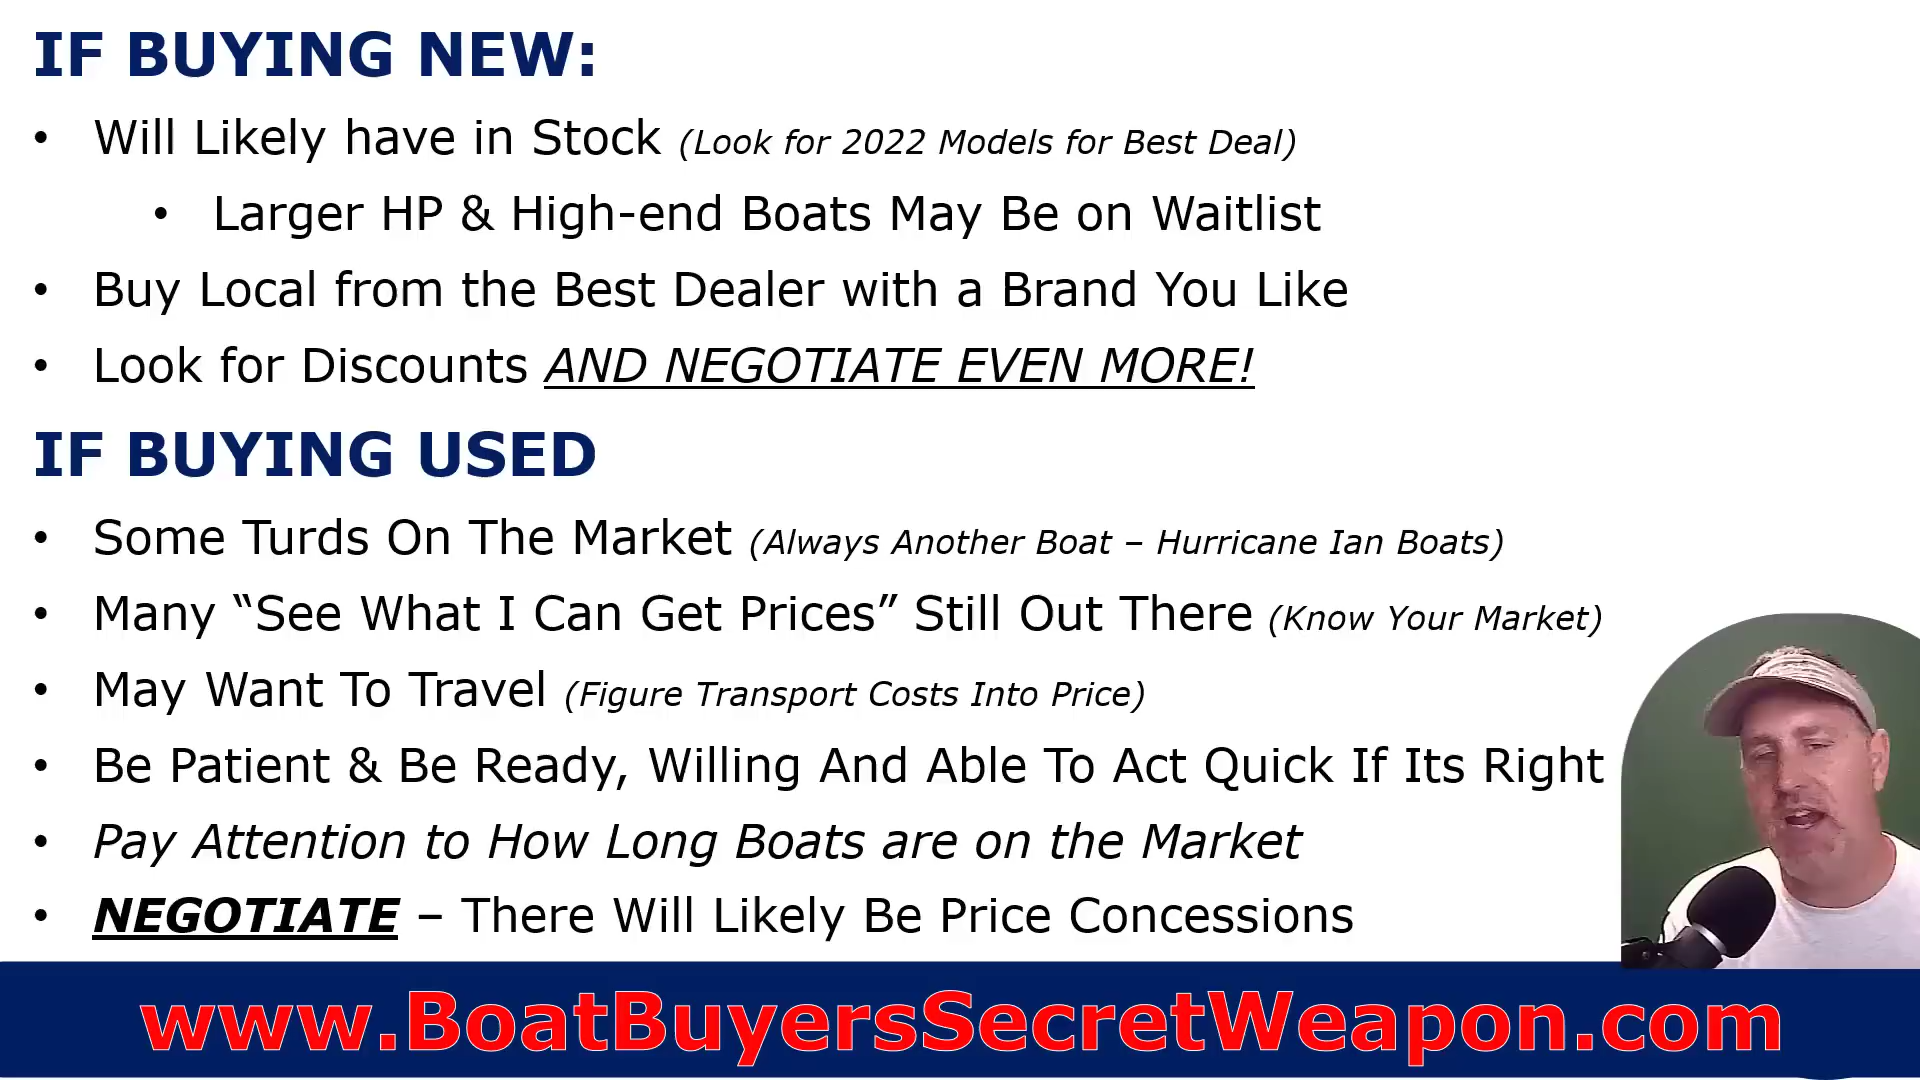 IF BUYING NEW:
• Will Likely have in Stock (Look for 2022 Models for Best Deal)
• Larger HP & High-end Boats May Be on Waitlist
• Buy Local from the Best Dealer with a Brand You Like
• Look for Discounts AND NEGOTIATE EVEN MORE!
IF BUYING USED
• Some Turds On The Market (Always Another Boat – Hurricane Ian Boats)
• Many “See What I Can Get Prices” Still Out There (Know Your Market)
• May Want To Travel (Figure Transport Costs Into Price)
• Be Patient & Be Ready, Willing And Able To Act Quick If Its Right
• Pay Attention to How Long Boats are on the Market
• NEGOTIATE – There Will Likely Be Price Concessions
www.BoatBuyersSecretWeapon.com